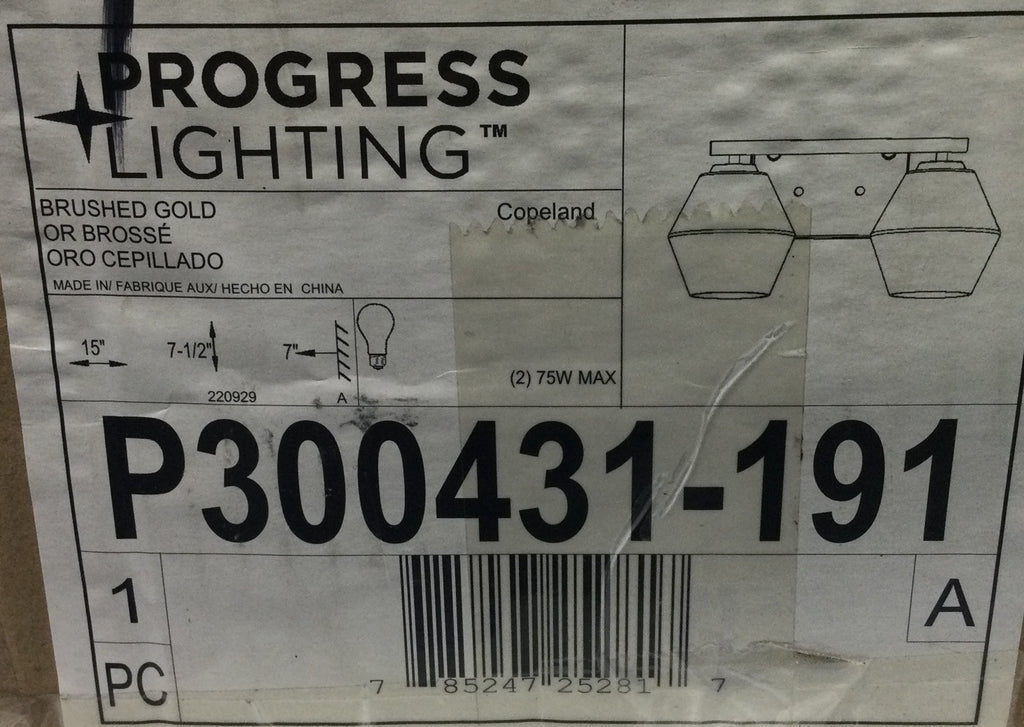 PROGRESS
LIGHTING™
BRUSHED GOLD
OR BROSSÉ
ORO CEPILLADO
Copeland
MADE IN/ FABRIQUE AUX/ HECHO EN CHINA
15" 7-1/2" 7"
220929 A
(2) 75W MAX
P300431-191
1
PC
A
7 85247 25281 7